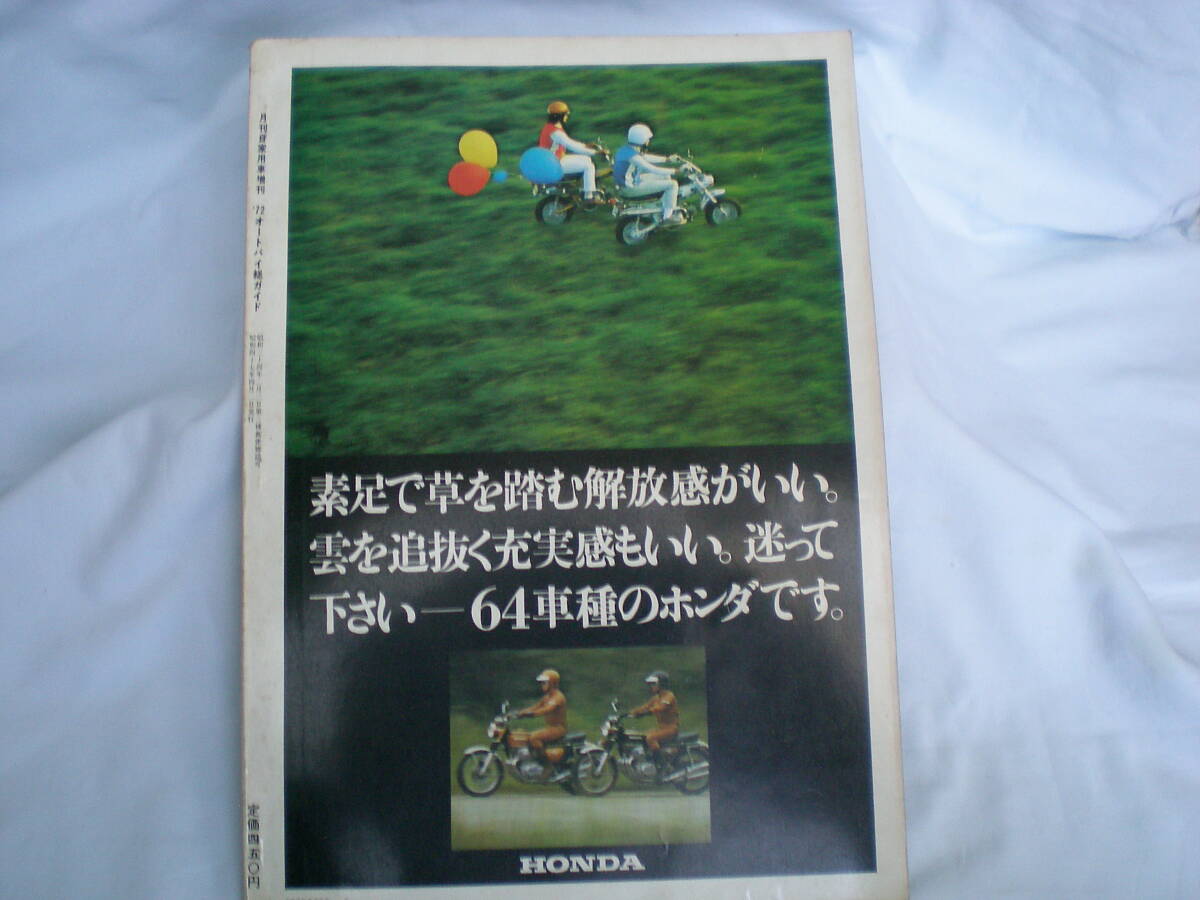 素足で草を踏む解放感がいい。
雲を追抜く充実感もいい。迷って
下さい—64車種のホンダです。
HONDA
月刊自家用車増刊 '72オートバイ・軽ガイド
定価四五〇円